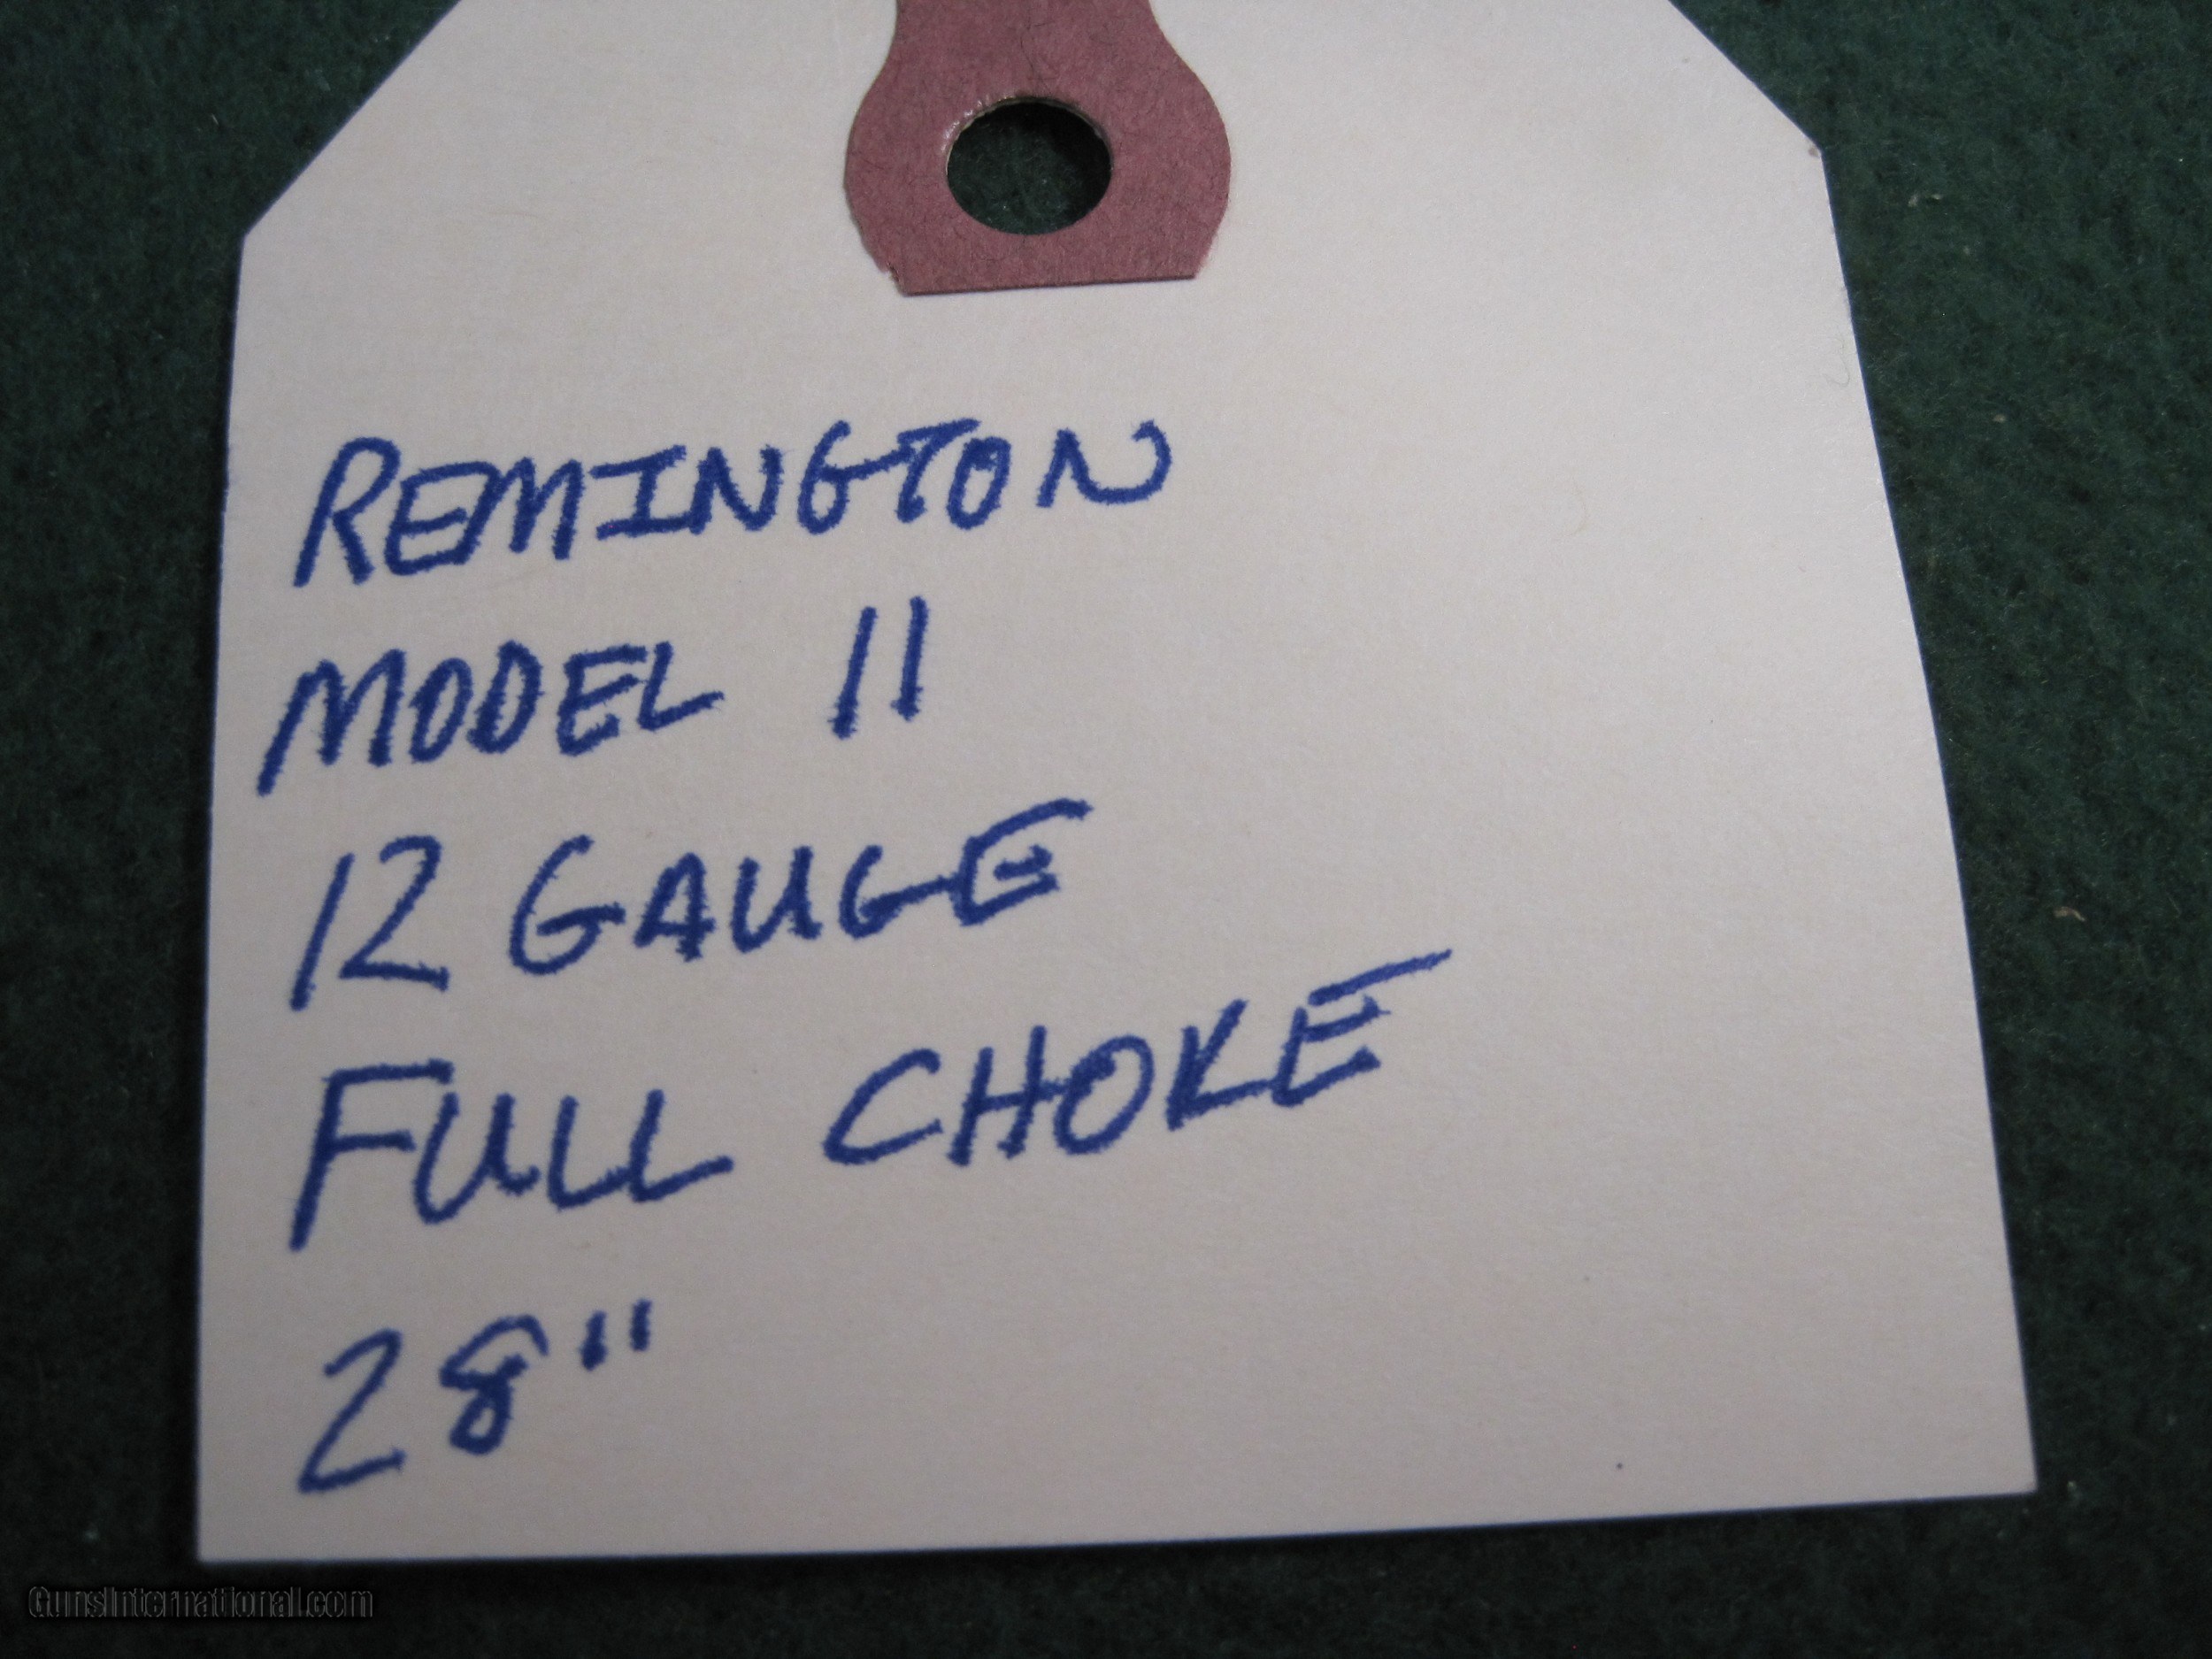 REMINGTON
MODEL 11
12 GAUGE
FULL CHOKE
28"
GunsInternational.com